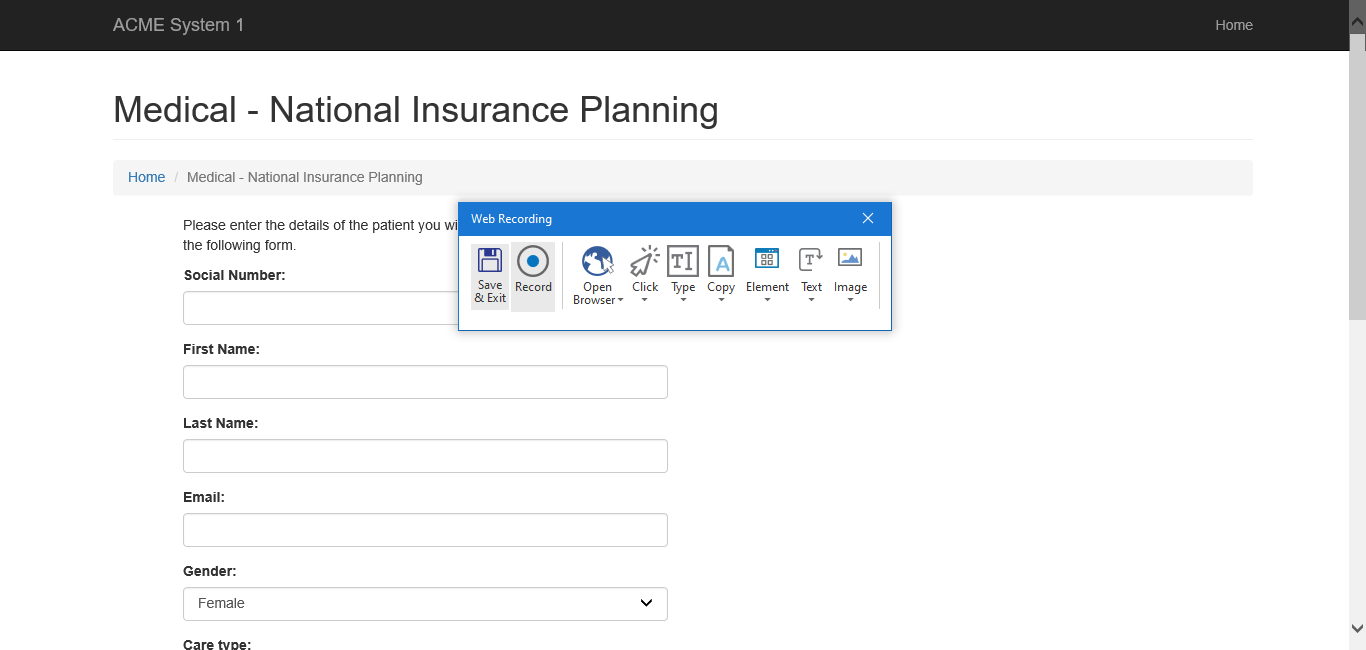 ACME System 1
Home
Medical - National Insurance Planning
Home / Medical - National Insurance Planning
Please enter the details of the patient you
the following form.
Social Number:
Web Recording
Save & Exit
Record
Open Browser
Click
Type
Copy
Element
Text
Image
First Name:
Last Name:
Email:
Gender:
Female
Care type: